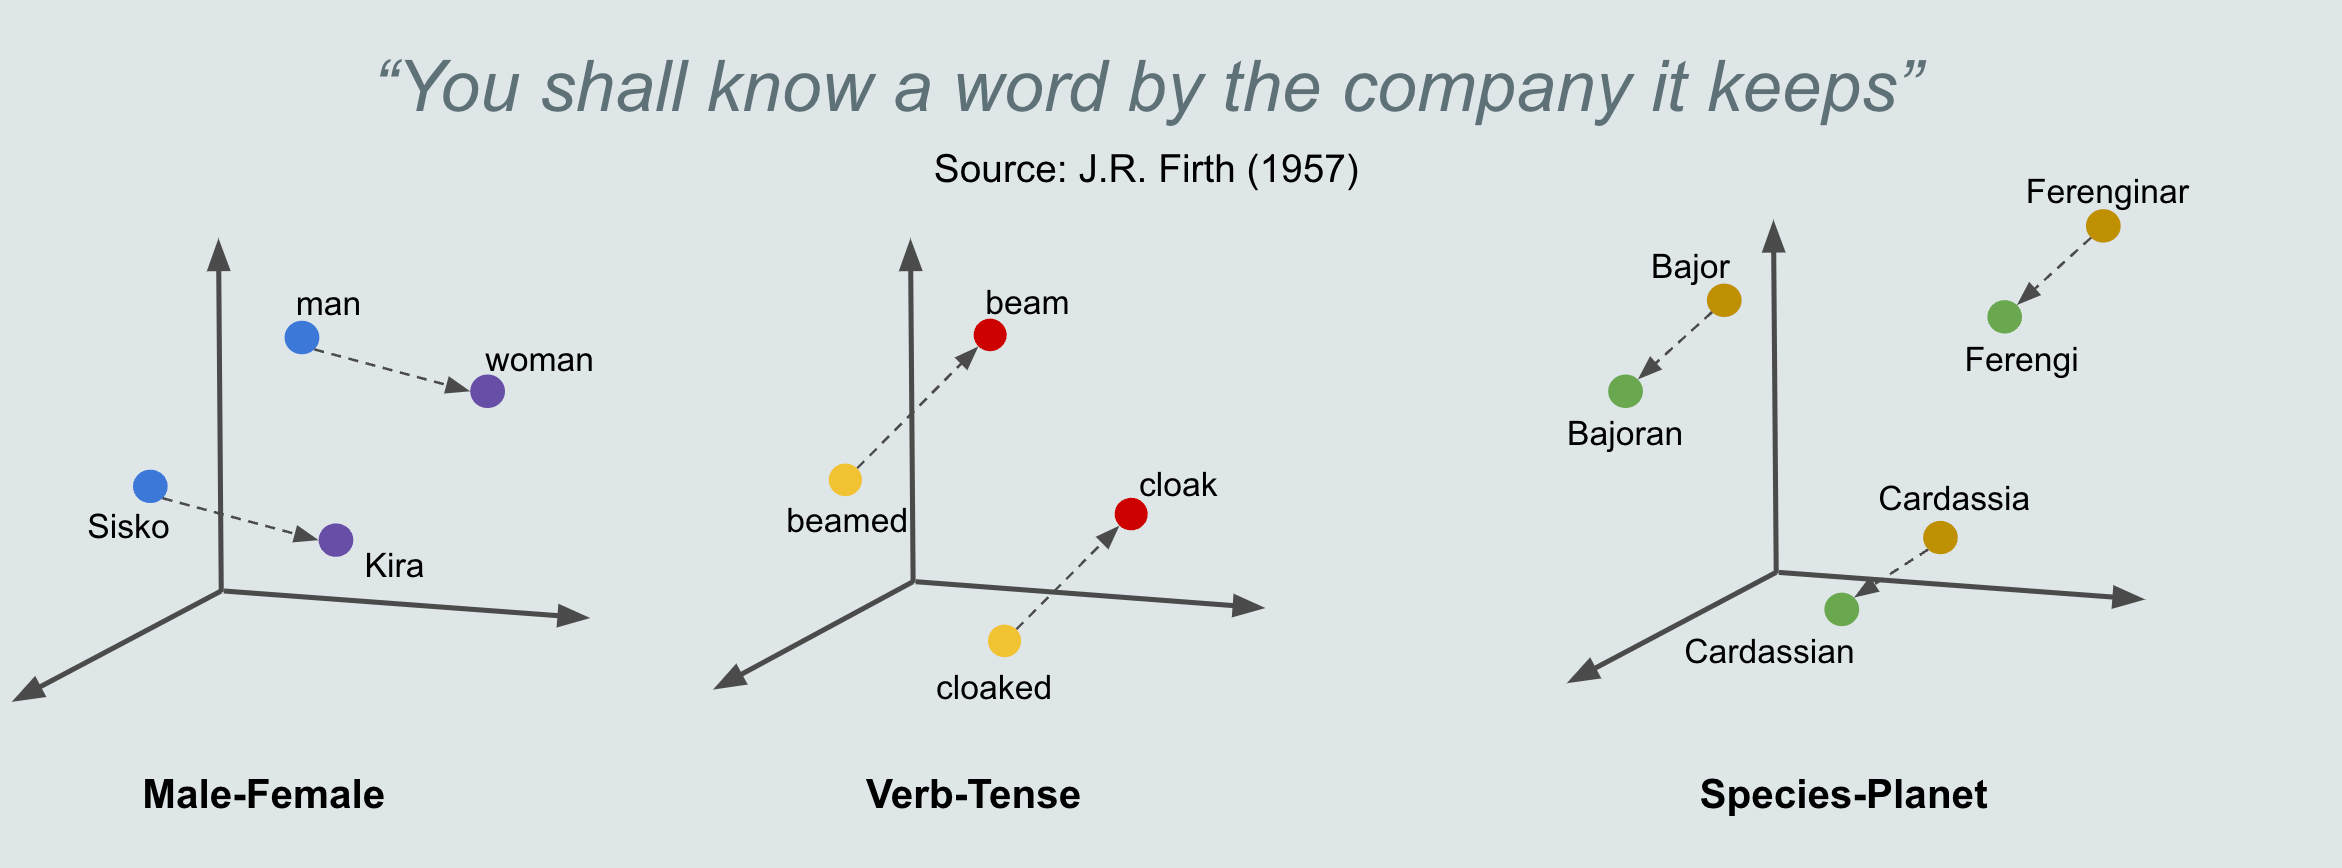 “You shall know a word by the company it keeps”
Source: J.R. Firth (1957)
man
woman
Sisko
Kira
Male-Female
beam
beamed
cloak
cloaked
Verb-Tense
Ferenginar
Bajor
Ferengi
Bajoran
Cardassia
Cardassian
Species-Planet